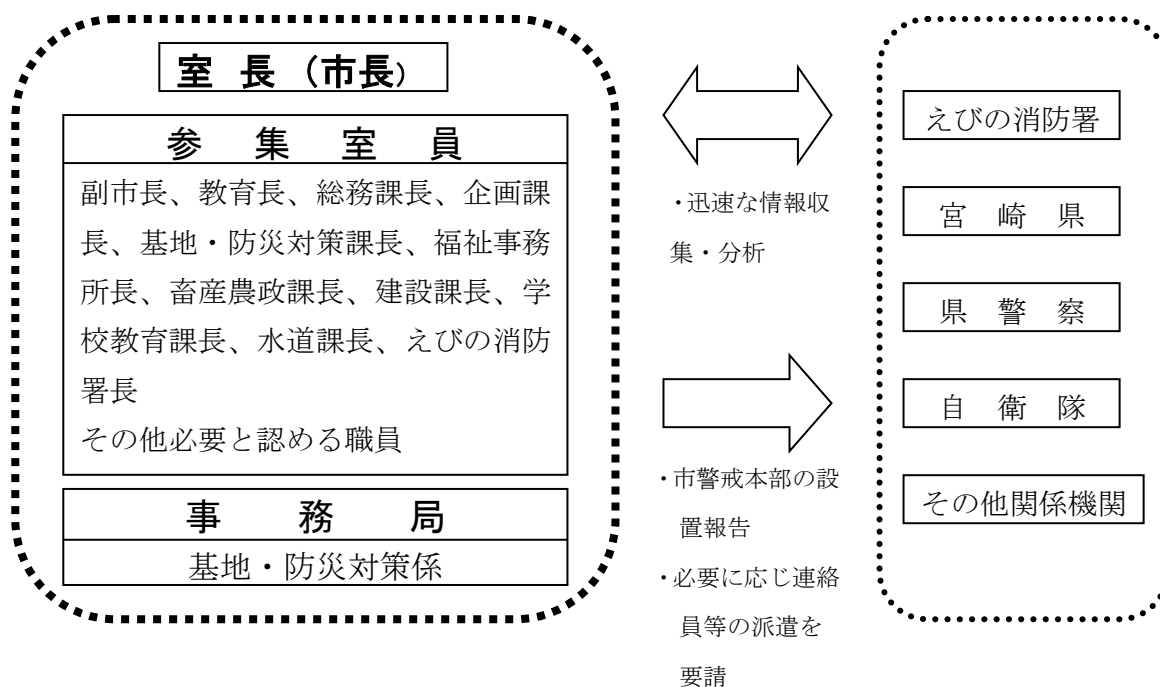 室 長 (市長)
参 集 室 員
副市長、教育長、総務課長、企画課
長、基地・防災対策課長、福祉事務
所長、畜産農政課長、建設課長、学
校教育課長、水道課長、えびの消防
署長
その他必要と認める職員
事 務 局
基地・防災対策係
・迅速な情報収
集・分析
・市警戒本部の設
置報告
・必要に応じ連絡
員等の派遣を
要請
えびの消防署
宮 崎 県
県 警 察
自 衛 隊
その他関係機関